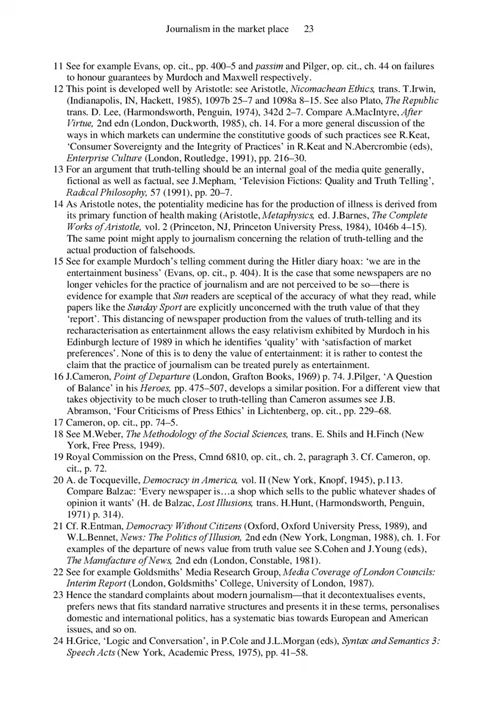 Journalism in the market place 23
11 See for example Evans, op. cit., pp. 400–5 and passim and Pilger, op. cit., ch. 44 on failures
to honour guarantees by Murdoch and Maxwell respectively.
12 This point is developed well by Aristotle: see Aristotle, Nicomachean Ethics, trans. T.Irwin,
(Indianapolis, IN, Hackett, 1985), 1097b 25–7 and 1098a 8–15. See also Plato, The Republic
trans. D. Lee, (Harmondsworth, Penguin, 1974), 342d 2–7. Compare A.MacIntyre, After
Virtue, 2nd edn (London, Duckworth, 1985), ch. 14. For a more general discussion of the
ways in which markets can undermine the constitutive goods of such practices see R.Keat,
‘Consumer Sovereignty and the Integrity of Practices’ in R.Keat and N.Abercrombie (eds),
Enterprise Culture (London, Routledge, 1991), pp. 216–30.
13 For an argument that truth-telling should be an internal goal of the media quite generally,
fictional as well as factual, see J.Mepham, ‘Television Fictions: Quality and Truth Telling’,
Radical Philosophy, 57 (1991), pp. 20–7.
14 As Aristotle notes, the potentiality medicine has for the production of illness is derived from
its primary function of health making (Aristotle, Metaphysics, ed. J.Barnes, The Complete
Works of Aristotle, vol. 2 (Princeton, NJ, Princeton University Press, 1984), 1046b 4–15).
The same point might apply to journalism concerning the relation of truth-telling and the
actual production of falsehoods.
15 See for example Murdoch’s telling comment during the Hitler diary hoax: ‘we are in the
entertainment business’ (Evans, op. cit., p. 404). It is the case that some newspapers are no
longer vehicles for the practice of journalism and are not perceived to be so—there is
evidence for example that Sun readers are sceptical of the accuracy of what they read, while
papers like the Sunday Sport are explicitly unconcerned with the truth value of that they
‘report’. This distancing of newspaper production from the values of truth-telling and its
recharacterisation as entertainment allows the easy relativism exhibited by Murdoch in his
Edinburgh lecture of 1989 in which he identifies ‘quality’ with ‘satisfaction of market
preferences’. None of this is to deny the value of entertainment: it is rather to contest the
claim that the practice of journalism can be treated purely as entertainment.
16 J.Cameron, Point of Departure (London, Grafton Books, 1969) p. 74. J.Pilger, ‘A Question
of Balance’ in his Heroes, pp. 475–507, develops a similar position. For a different view that
takes objectivity to be much closer to truth-telling than Cameron assumes see J.B.
Abramson, ‘Four Criticisms of Press Ethics’ in Lichtenberg, op. cit., pp. 229–68.
17 Cameron, op. cit., pp. 74–5.
18 See M.Weber, The Methodology of the Social Sciences, trans. E. Shils and H.Finch (New
York, Free Press, 1949).
19 Royal Commission on the Press, Cmnd 6810, op. cit., ch. 2, paragraph 3. Cf. Cameron, op.
cit., p. 72.
20 A. de Tocqueville, Democracy in America, vol. II (New York, Knopf, 1945), p.113.
Compare Balzac: ‘Every newspaper is…a shop which sells to the public whatever shades of
opinion it wants’ (H. de Balzac, Lost Illusions, trans. H.Hunt, (Harmondsworth, Penguin,
1971) p. 314).
21 Cf. R.Entman, Democracy Without Citizens (Oxford, Oxford University Press, 1989), and
W.L.Bennet, News: The Politics of Illusion, 2nd edn (New York, Longman, 1988), ch. 1. For
examples of the departure of news value from truth value see S.Cohen and J.Young (eds),
The Manufacture of News, 2nd edn (London, Constable, 1981).
22 See for example Goldsmiths’ Media Research Group, Media Coverage of London Councils:
Interim Report (London, Goldsmiths’ College, University of London, 1987).
23 Hence the standard complaints about modern journalism—that it decontextualises events,
prefers news that fits standard narrative structures and presents it in these terms, personalises
domestic and international politics, has a systematic bias towards European and American
issues, and so on.
24 H.Grice, ‘Logic and Conversation’, in P.Cole and J.L.Morgan (eds), Syntax and Semantics 3:
Speech Acts (New York, Academic Press, 1975), pp. 41–58.